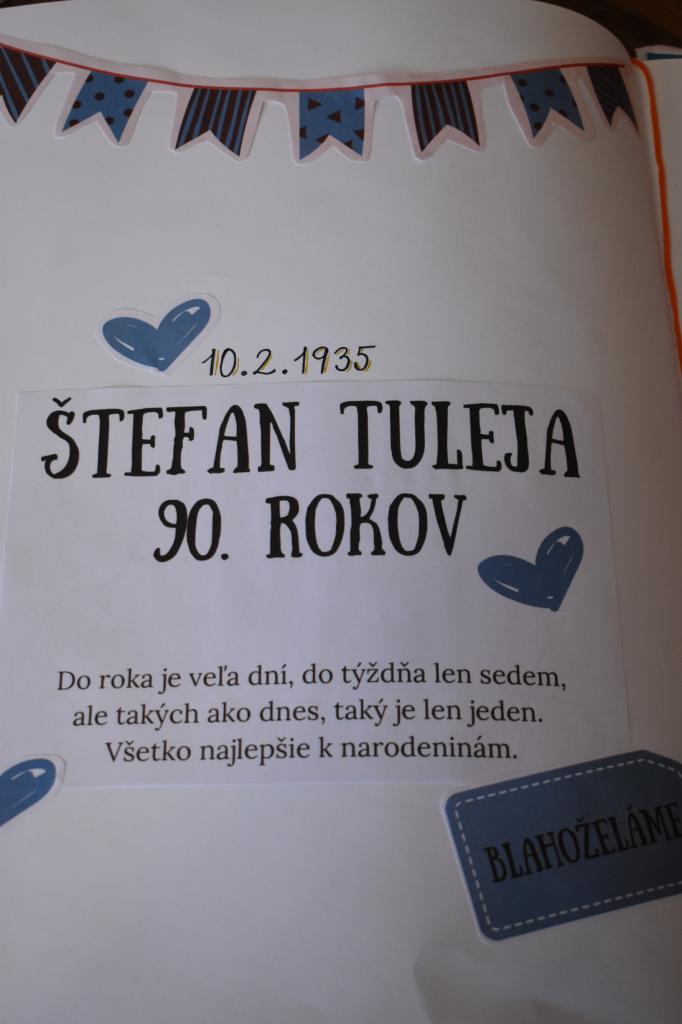 10.2.1935
ŠTEFAN TULEJA
90. ROKOV
Do roka je veľa dní, do týždňa len sedem,
ale takých ako dnes, taký je len jeden.
Všetko najlepšie k narodeninám.
BLAHOŽELÁME